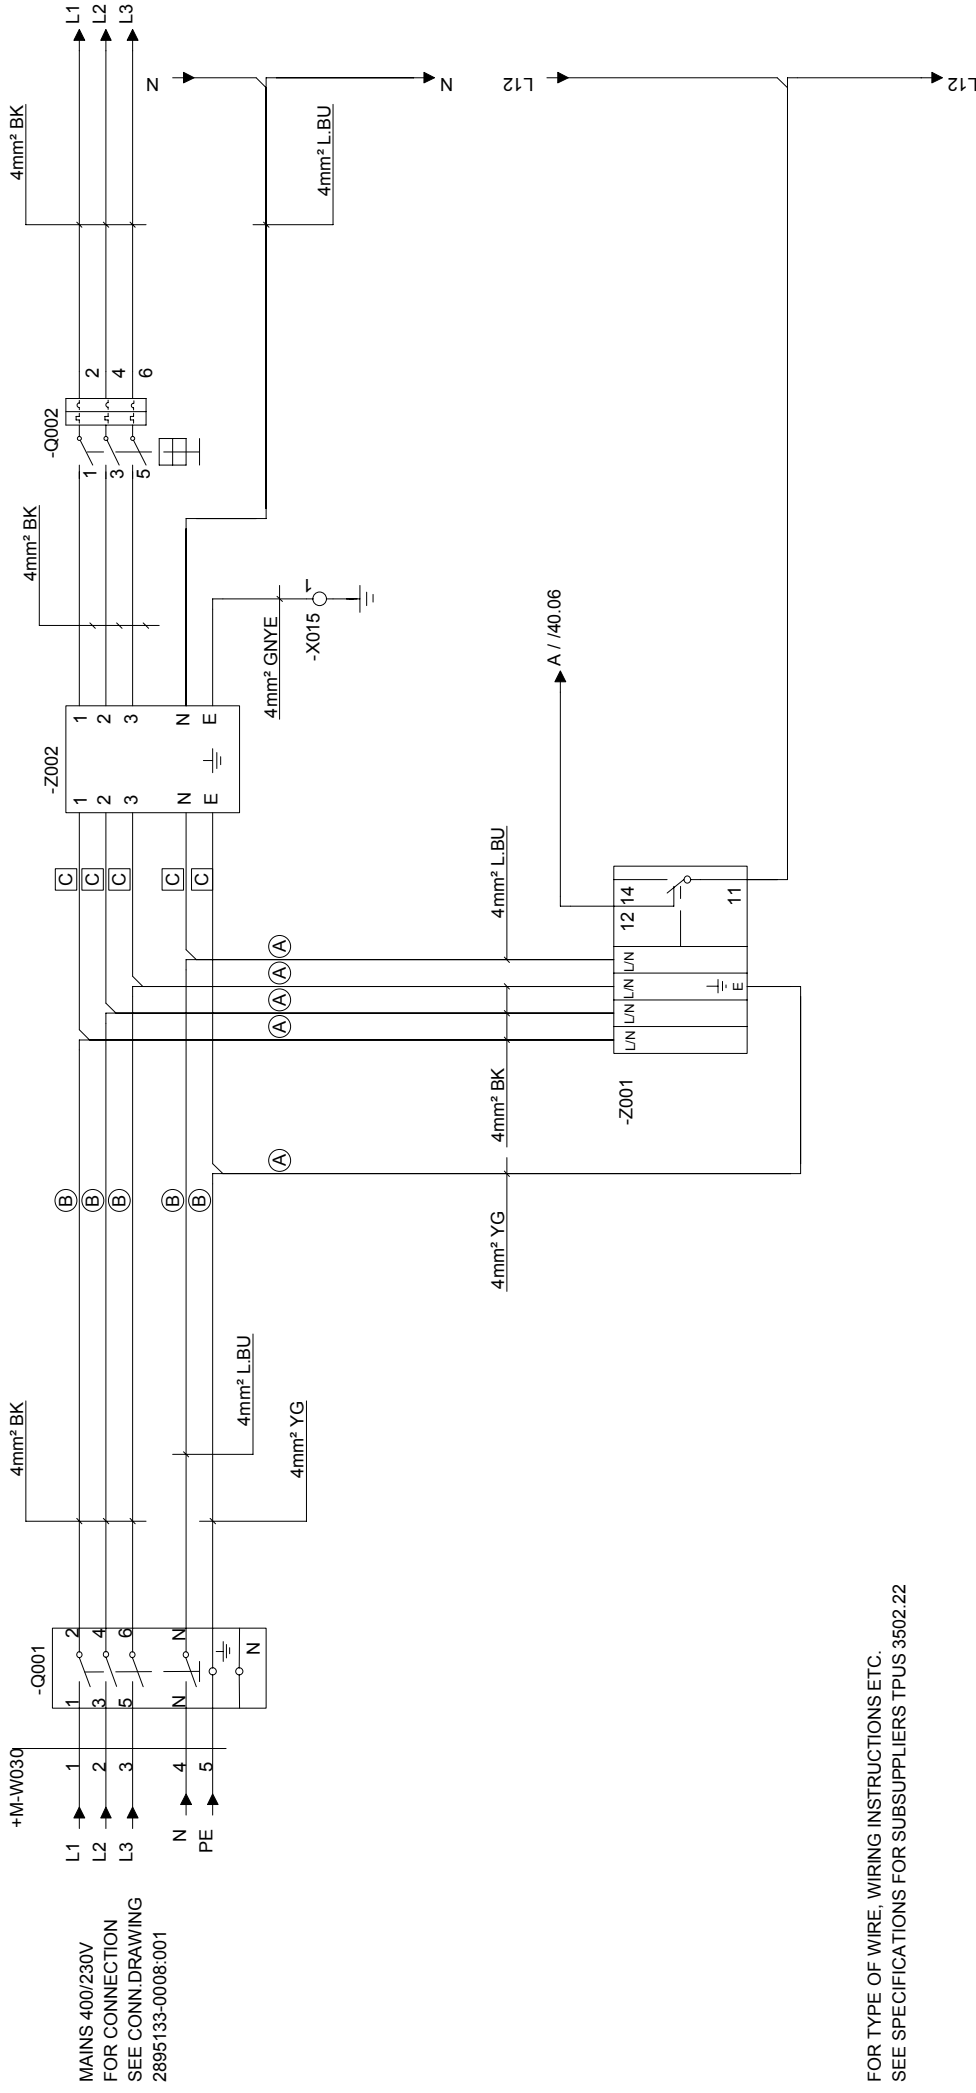 MAINS 400/230V
FOR CONNECTION
SEE CONN.DRAWING
2895133-0008:001
+M-W030
L1
L2
L3
N
PE
1
2
3
4
5
-Q001
1
3
5
N
2
4
6
N
N
4mm² BK
4mm² L.BU
4mm² YG
B
B
B
B
B
A
A
A
A
A
C
C
C
C
C
4mm² YG
4mm² BK
4mm² L.BU
-Z001
L/N
L/N
L/N
L/N
E
12
14
11
A / /40.06
-Z002
1
2
3
N
E
1
2
3
N
E
4mm² GNYE
-X015
1
4mm² BK
-Q002
1
3
5
2
4
6
4mm² BK
4mm² L.BU
L1
L2
L3
N
N
L12
L12
FOR TYPE OF WIRE, WIRING INSTRUCTIONS ETC.
SEE SPECIFICATIONS FOR SUBSUPPLIERS TPUS 3502.22